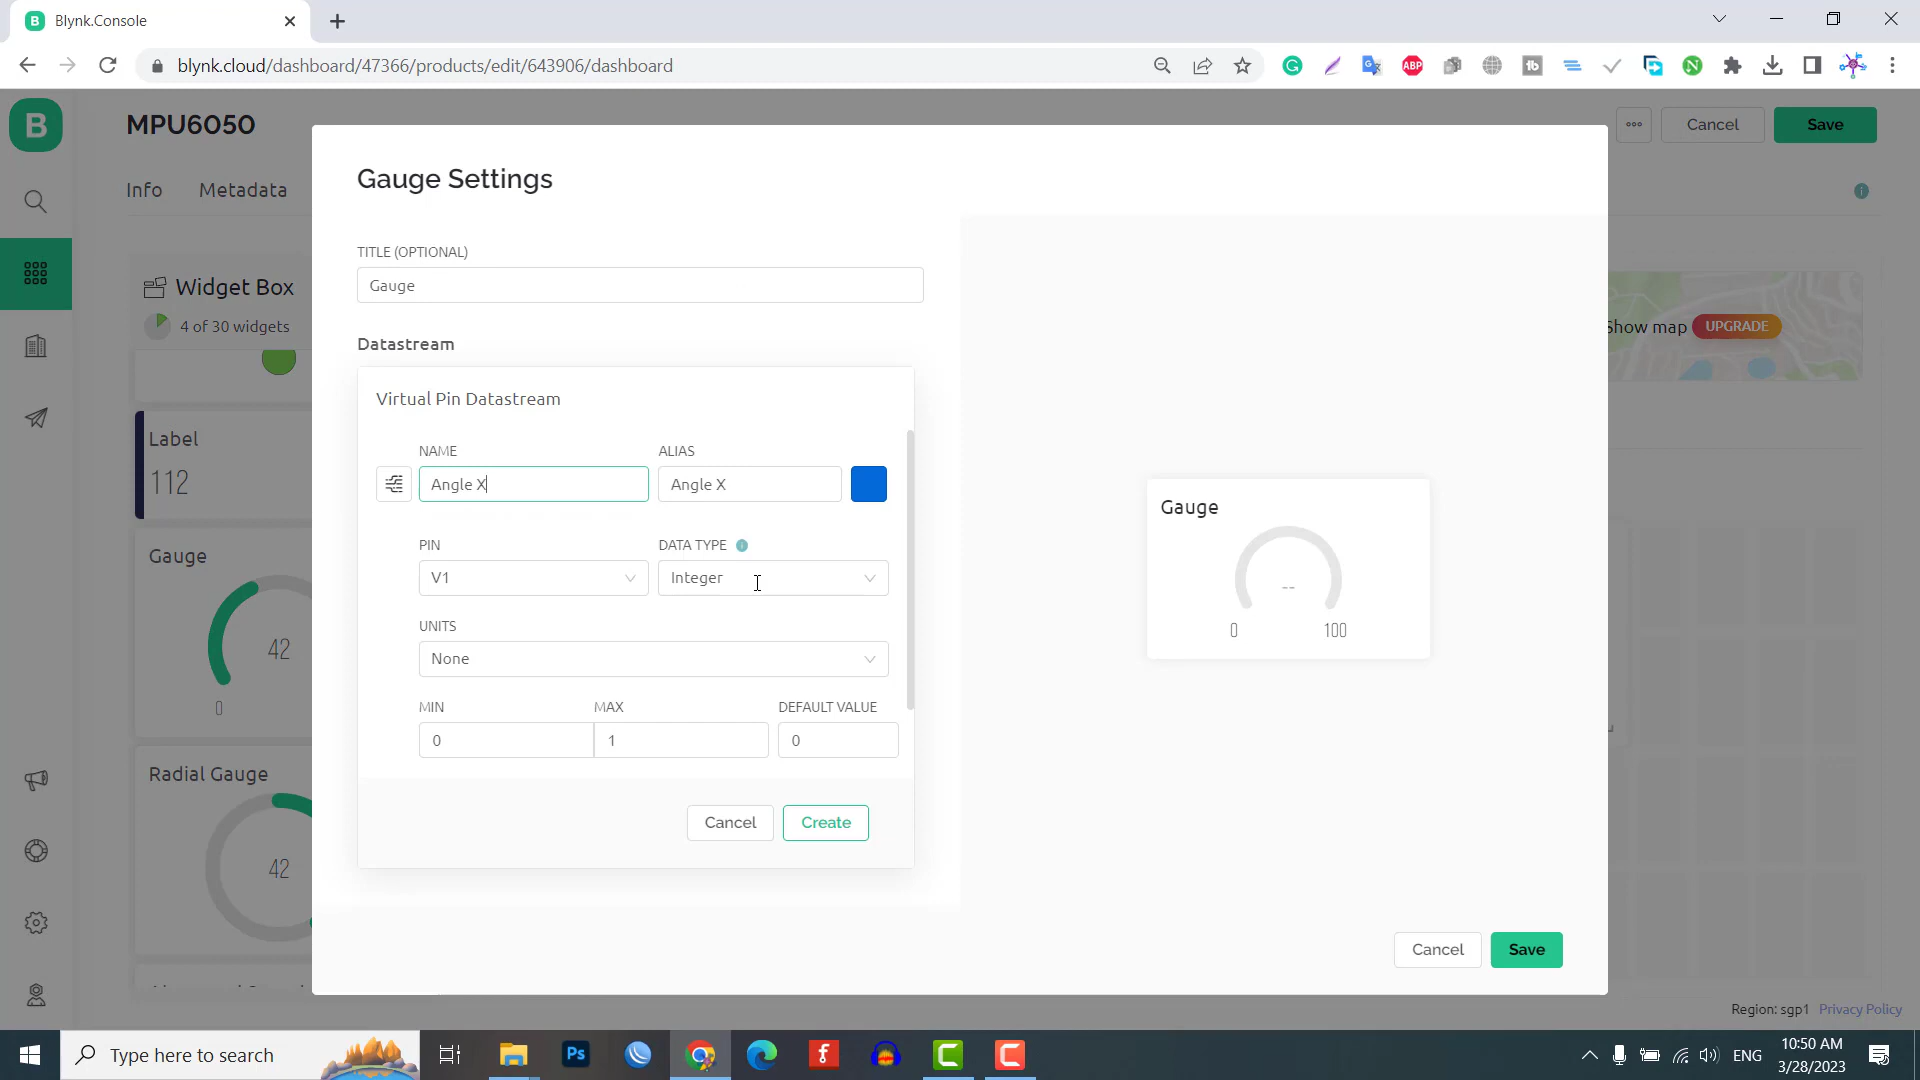 B Blynk.Console
blynk.cloud/dashboard/47366/products/edit/643906/dashboard
G ABP tb N
B MPU6050 Cancel Save
Gauge Settings
Info Metadata
TITLE (OPTIONAL)
Gauge
Widget Box
4 of 30 widgets
Show map UPGRADE
Datastream
Virtual Pin Datastream
Label
112
NAME ALIAS
Angle X Angle X
Gauge
42
0
PIN DATA TYPE
V1 Integer
Gauge
--
0 100
UNITS
None
MIN MAX DEFAULT VALUE
0 1 0
Radial Gauge
42
Cancel Create
Cancel Save
Region: sgp1 Privacy Policy
Type here to search
Ps
ENG
10:50 AM
3/28/2023